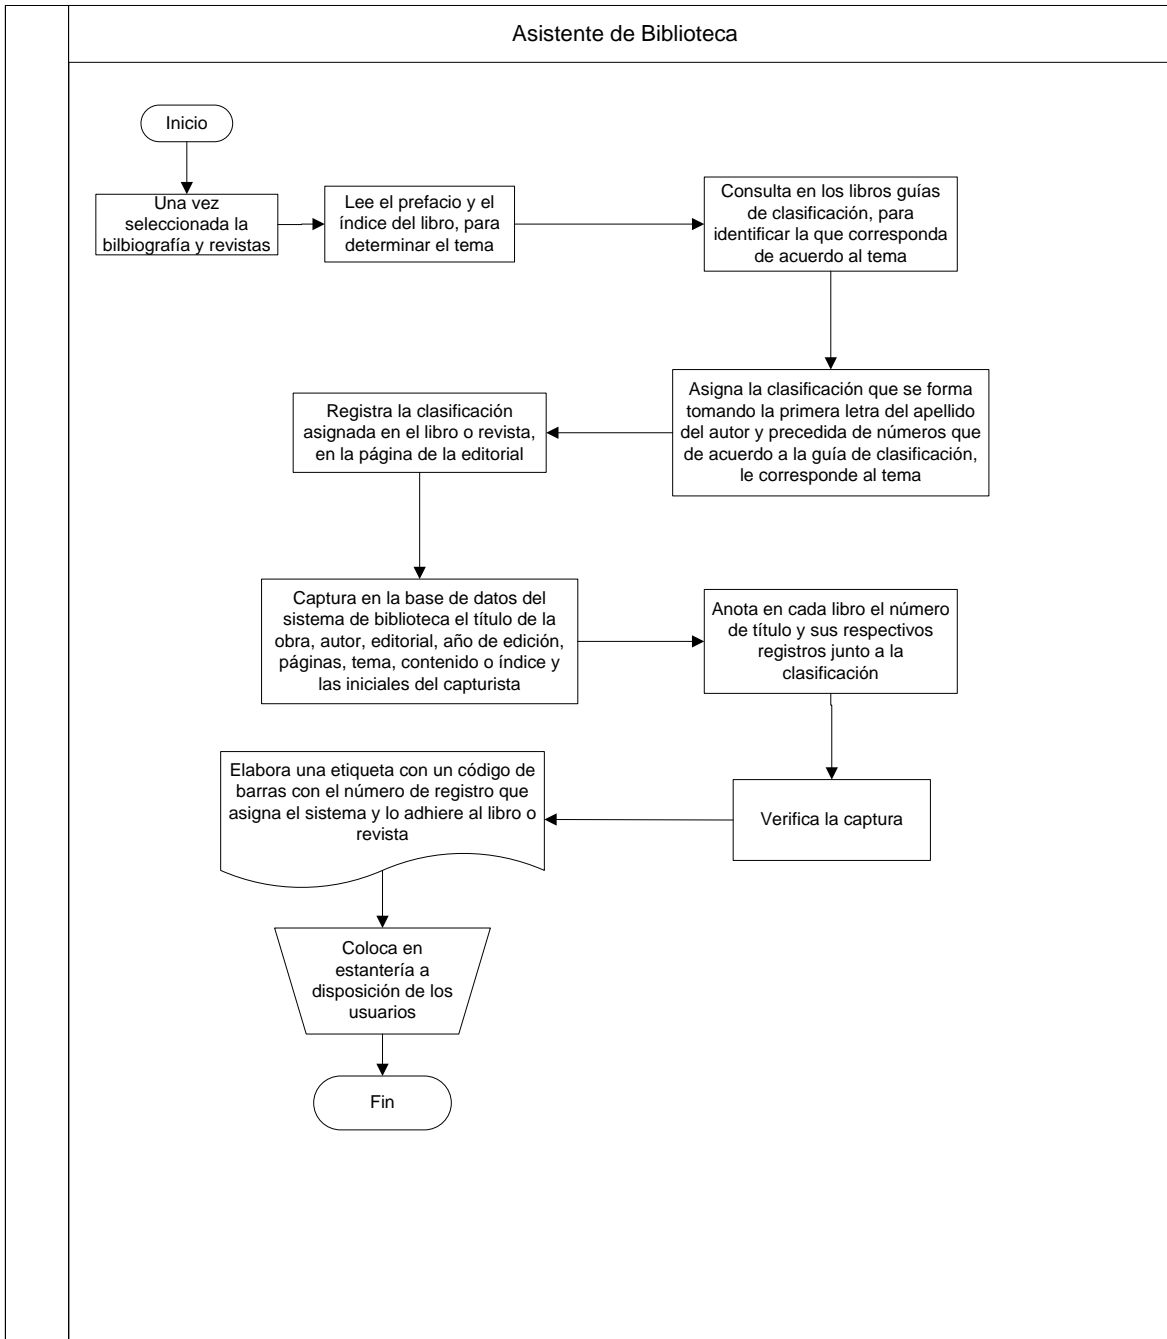 Asistente de Biblioteca
Inicio
Una vez
seleccionada la
bilbiografía y revistas
Lee el prefacio y el
índice del libro, para
determinar el tema
Consulta en los libros guías
de clasificación, para
identificar la que corresponda
de acuerdo al tema
Asigna la clasificación que se forma
tomando la primera letra del apellido
del autor y precedida de números que
de acuerdo a la guía de clasificación,
le corresponde al tema
Registra la clasificación
asignada en el libro o revista,
en la página de la editorial
Captura en la base de datos del
sistema de biblioteca el título de la
obra, autor, editorial, año de edición,
páginas, tema, contenido o índice y
las iniciales del capturista
Anota en cada libro el número
de título y sus respectivos
registros junto a la
clasificación
Verifica la captura
Elabora una etiqueta con un código de
barras con el número de registro que
asigna el sistema y lo adhiere al libro o
revista
Coloca en
estantería a
disposición de los
usuarios
Fin